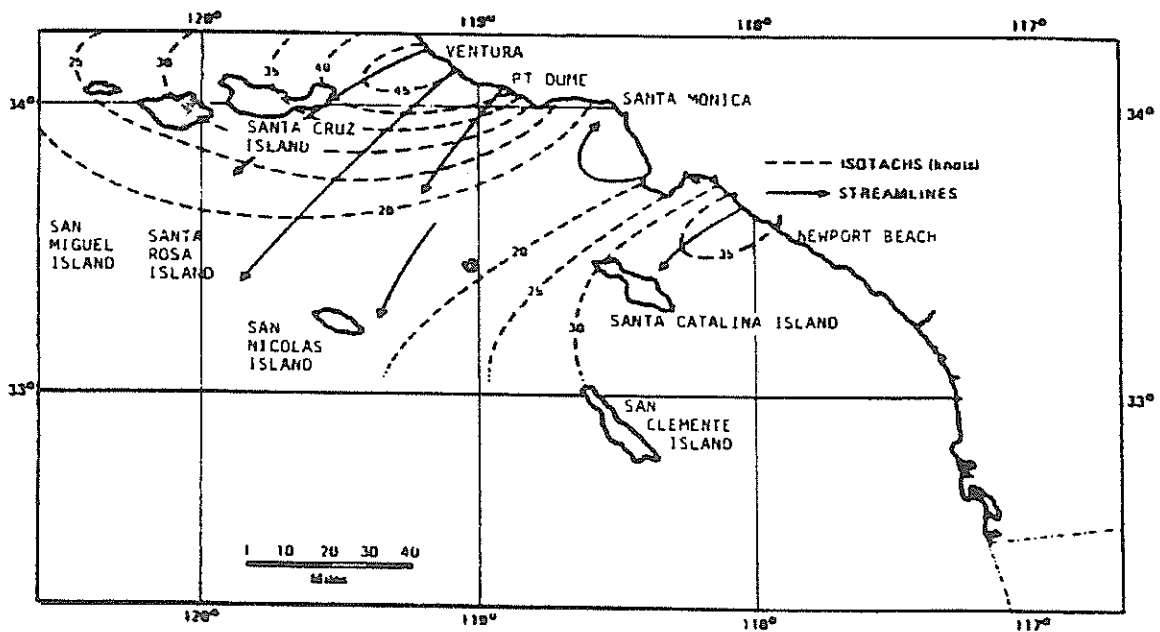 120° 119° 118° 117°
VENTURA
PT DUME
SANTA MONICA
25
30
35
40
45
34° 34°
SANTA CRUZ
ISLAND
ISOTACHS (knots)
STREAMLINES
20
SAN
MIGUEL
ISLAND
SANTA
ROSA
ISLAND
NEWPORT BEACH
20
35
25
30
SANTA CATALINA ISLAND
SAN
NICOLAS
ISLAND
33° 33°
SAN
CLEMENTE
ISLAND
1 10 20 30 40
Miles
120° 119° 118° 117°